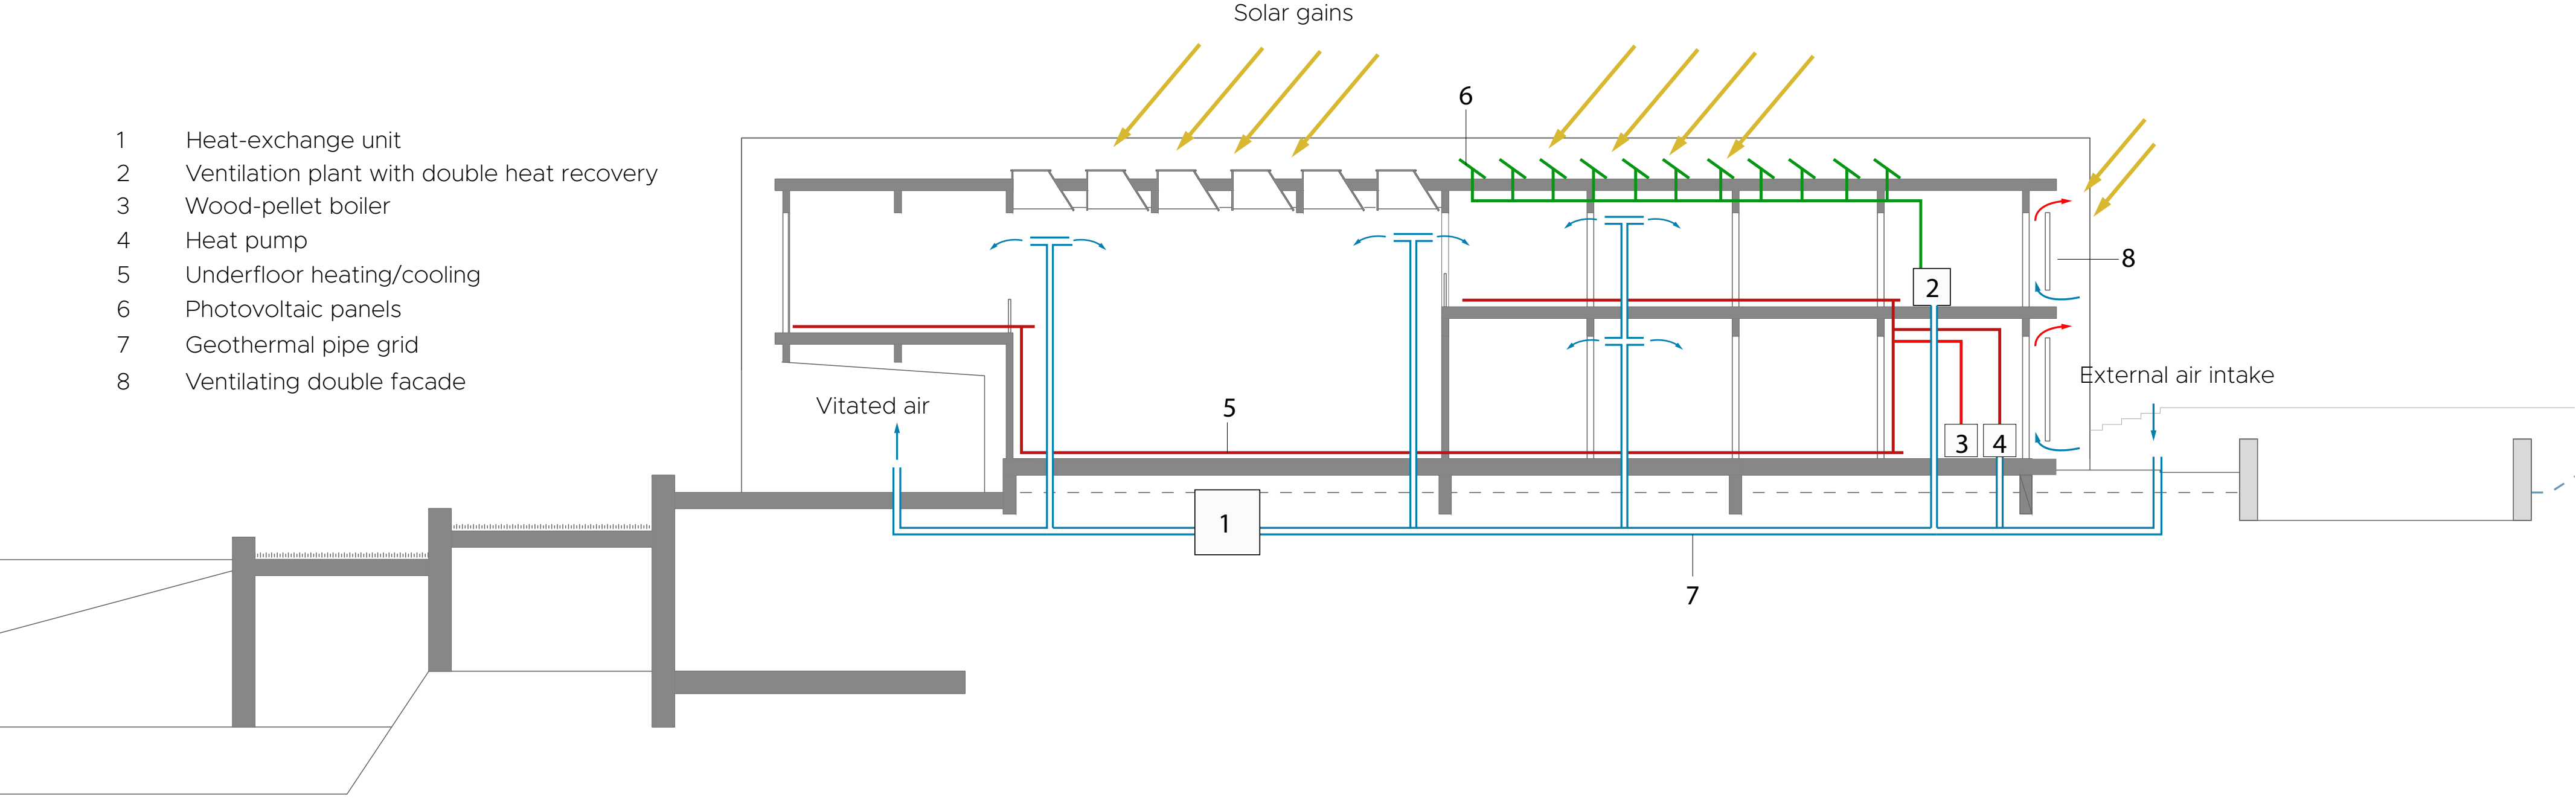 Solar gains
6
1 Heat-exchange unit
2 Ventilation plant with double heat recovery
3 Wood-pellet boiler
4 Heat pump
5 Underfloor heating/cooling
6 Photovoltaic panels
7 Geothermal pipe grid
8 Ventilating double facade
8
2
External air intake
Vitated air
5
3
4
1
7